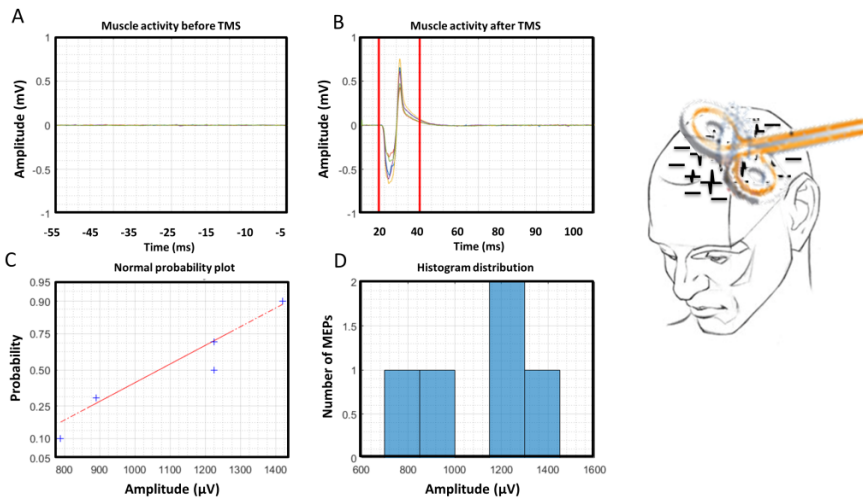 A
Muscle activity before TMS
Amplitude (mV)
1
0.5
0
-0.5
-1
-55 -45 -35 -25 -15 -5
Time (ms)
B
Muscle activity after TMS
Amplitude (mV)
1
0.5
0
-0.5
-1
20 40 60 80 100
Time (ms)
C
Normal probability plot
Probability
0.95
0.90
0.75
0.50
0.25
0.10
0.05
800 900 1000 1100 1200 1300 1400
Amplitude (µV)
D
Histogram distribution
Number of MEPs
2
1.5
1
0.5
0
600 800 1000 1200 1400 1600
Amplitude (µV)